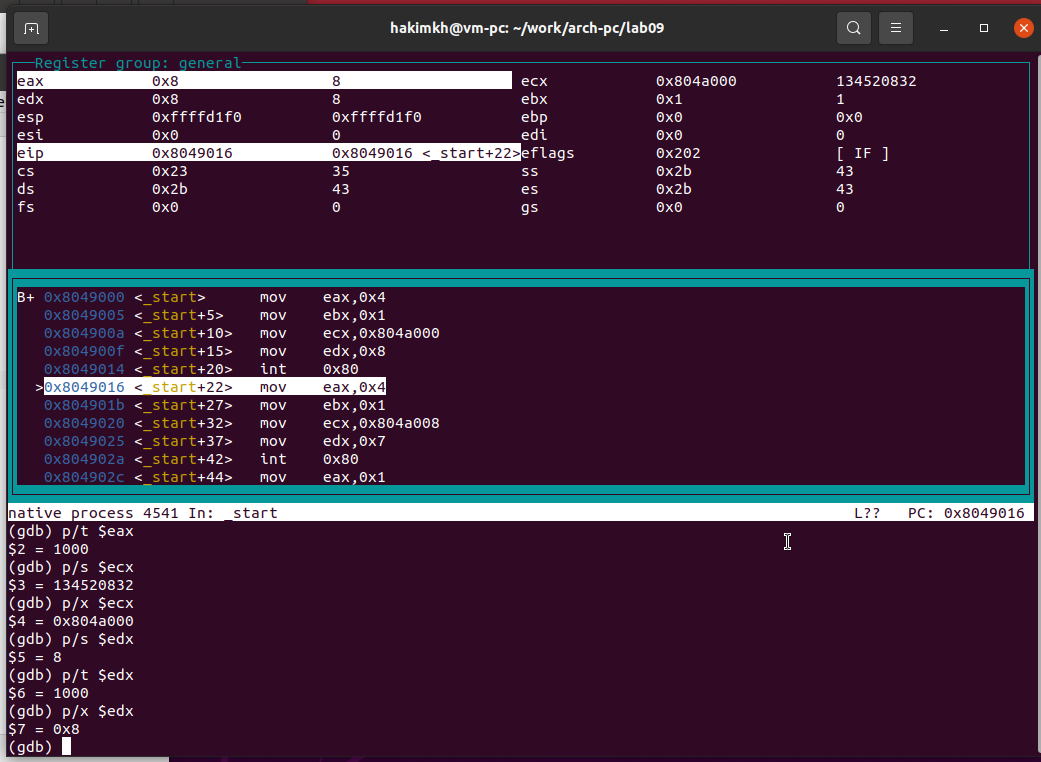 hakimkh@vm-pc: ~/work/arch-pc/lab09
Register group: general
eax 0x8 8 ecx 0x804a000 134520832
edx 0x8 8 ebx 0x1 1
esp 0xffffd1f0 0xffffd1f0 ebp 0x0 0x0
esi 0x0 0 edi 0x0 0
eip 0x8049016 0x8049016 <_start+22> eflags 0x202 [ IF ]
cs 0x23 35 ss 0x2b 43
ds 0x2b 43 es 0x2b 43
fs 0x0 0 gs 0x0 0
B+ 0x8049000 <_start> mov eax,0x4
0x8049005 <_start+5> mov ebx,0x1
0x804900a <_start+10> mov ecx,0x804a000
0x804900f <_start+15> mov edx,0x8
0x8049014 <_start+20> int 0x80
>0x8049016 <_start+22> mov eax,0x4
0x804901b <_start+27> mov ebx,0x1
0x8049020 <_start+32> mov ecx,0x804a008
0x8049025 <_start+37> mov edx,0x7
0x804902a <_start+42> int 0x80
0x804902c <_start+44> mov eax,0x1
native process 4541 In: _start L?? PC: 0x8049016
(gdb) p/t $eax
$2 = 1000
(gdb) p/s $ecx
$3 = 134520832
(gdb) p/x $ecx
$4 = 0x804a000
(gdb) p/s $edx
$5 = 8
(gdb) p/t $edx
$6 = 1000
(gdb) p/x $edx
$7 = 0x8
(gdb)